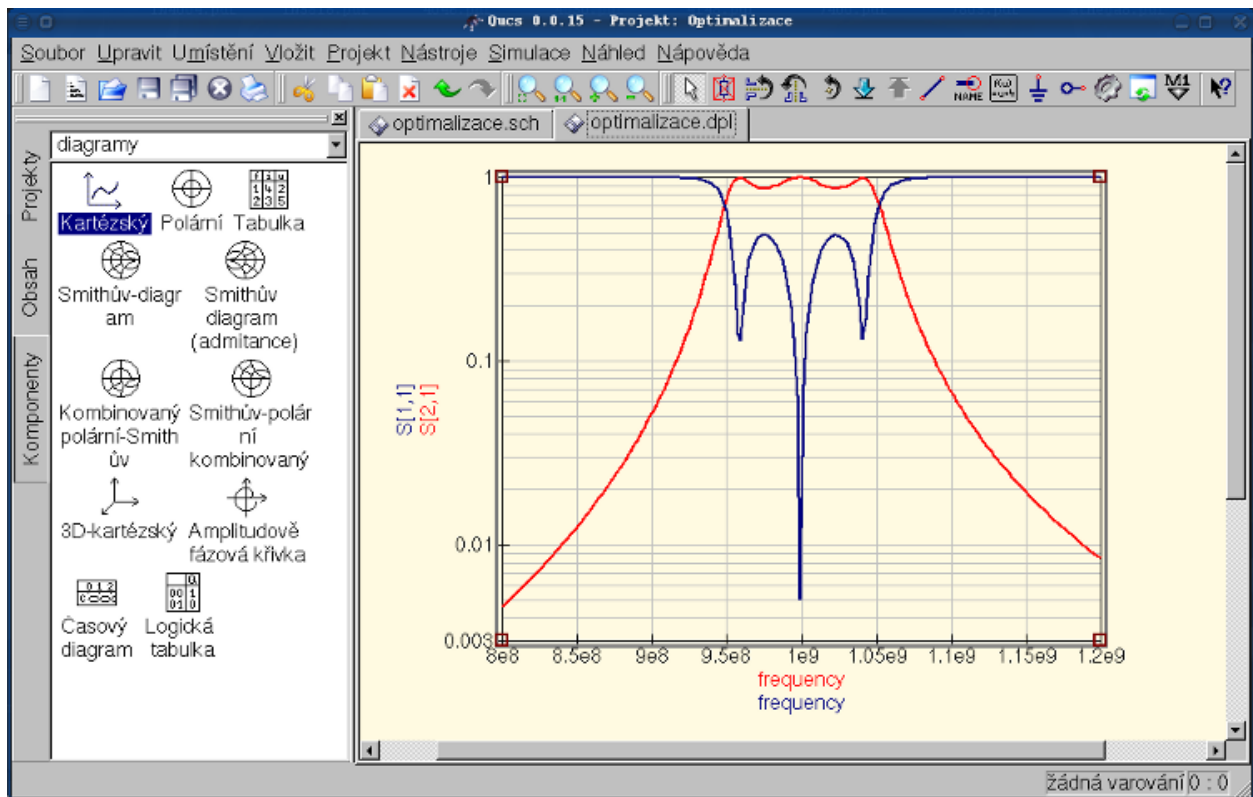 Qucs 0.0.15 - Projekt: Optimalizace
Soubor Upravit Umístění Vložit Projekt Nástroje Simulace Náhled Nápověda
NAME
M1
optimalizace.sch
optimalizace.dpl
Projekty
Obsah
Komponenty
diagramy
Kartézský
Polární
Tabulka
Smithův-diagr
am
Smithův
diagram
(admitance)
Kombinovaný
polární-Smith
ův
Smithův-polár
ní
kombinovaný
3D-kartézský
Amplitudově
fázová křivka
Časový
diagram
Logická
tabulka
1
0.1
0.01
0.003
S[1,1]
S[2,1]
8e8 8.5e8 9e8 9.5e8 1e9 1.05e9 1.1e9 1.15e9 1.2e9
frequency
frequency
žádná varování 0 : 0